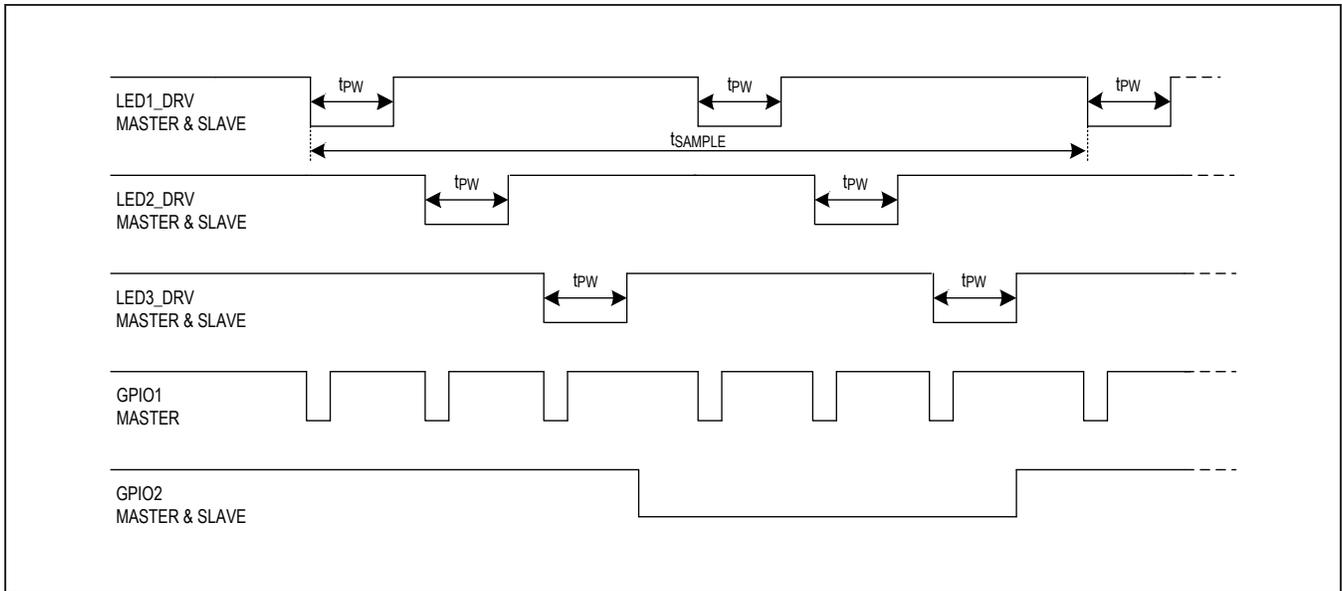 tPW
tPW
tPW
LED1_DRV
MASTER & SLAVE
tSAMPLE
tPW
tPW
LED2_DRV
MASTER & SLAVE
tPW
tPW
LED3_DRV
MASTER & SLAVE
GPIO1
MASTER
GPIO2
MASTER & SLAVE